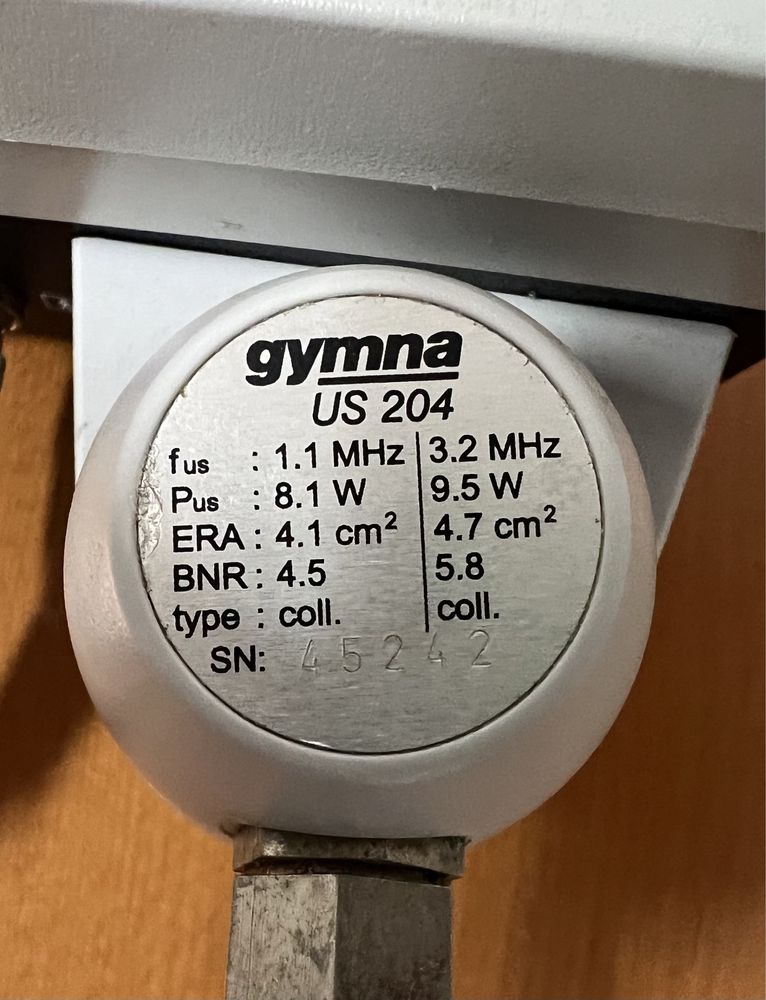 gymna
US 204
fus : 1.1 MHz 3.2 MHz
Pus : 8.1 W 9.5 W
ERA : 4.1 cm² 4.7 cm²
BNR : 4.5 5.8
type : coll. coll.
SN: 45242